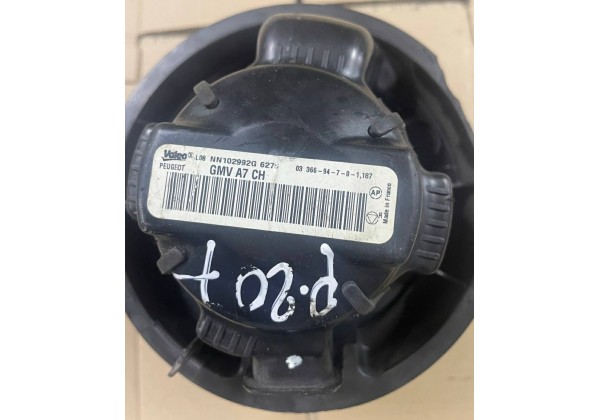 Valeo L06 NN102992G 627 03 366-94-7-0-1,187
PEUGEOT GMV A7 CH
AP
Made in France
P.207